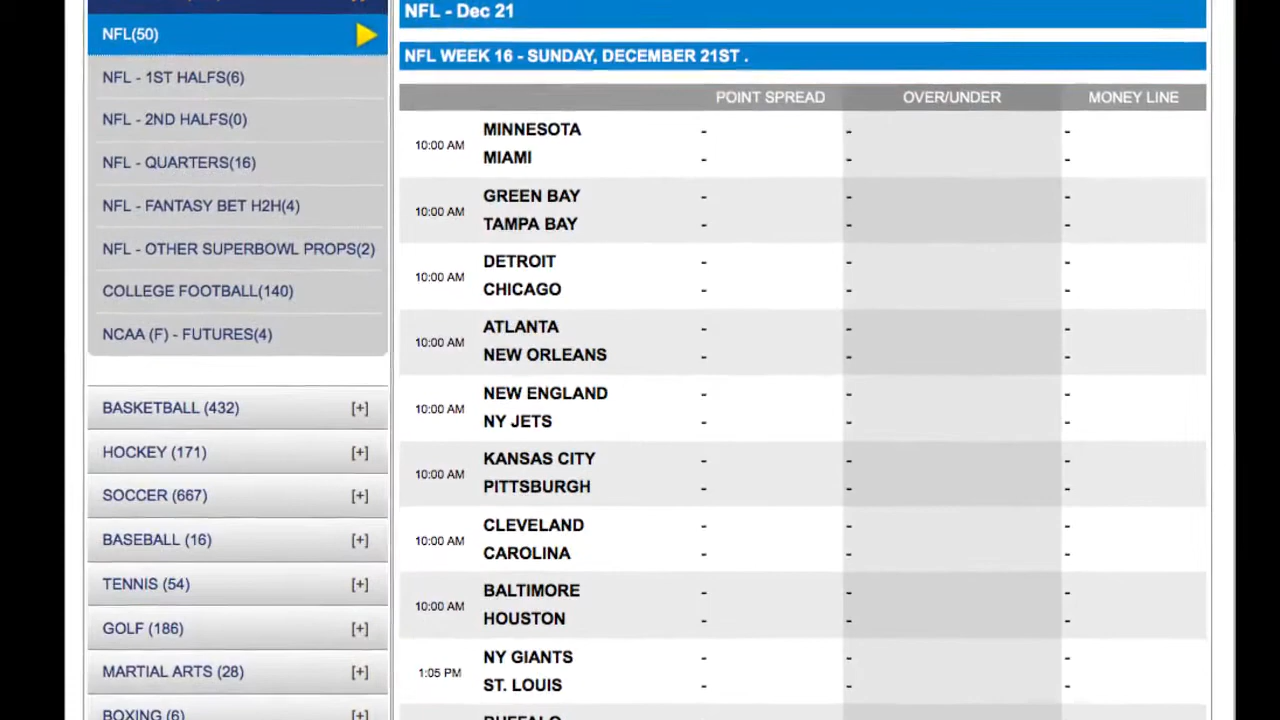 NFL(50)
NFL - 1ST HALFS(6)
NFL - 2ND HALFS(0)
NFL - QUARTERS(16)
NFL - FANTASY BET H2H(4)
NFL - OTHER SUPERBOWL PROPS(2)
COLLEGE FOOTBALL(140)
NCAA (F) - FUTURES(4)
BASKETBALL (432) [+]
HOCKEY (171) [+]
SOCCER (667) [+]
BASEBALL (16) [+]
TENNIS (54) [+]
GOLF (186) [+]
MARTIAL ARTS (28) [+]
BOXING (6) [+]
NFL - Dec 21
NFL WEEK 16 - SUNDAY, DECEMBER 21ST .
POINT SPREAD OVER/UNDER MONEY LINE
MINNESOTA - - -
10:00 AM
MIAMI - - -
GREEN BAY - - -
10:00 AM
TAMPA BAY - - -
DETROIT - - -
10:00 AM
CHICAGO - - -
ATLANTA - - -
10:00 AM
NEW ORLEANS - - -
NEW ENGLAND - - -
10:00 AM
NY JETS - - -
KANSAS CITY - - -
10:00 AM
PITTSBURGH - - -
CLEVELAND - - -
10:00 AM
CAROLINA - - -
BALTIMORE - - -
10:00 AM
HOUSTON - - -
NY GIANTS - - -
1:05 PM
ST. LOUIS - - -
BUFFALO